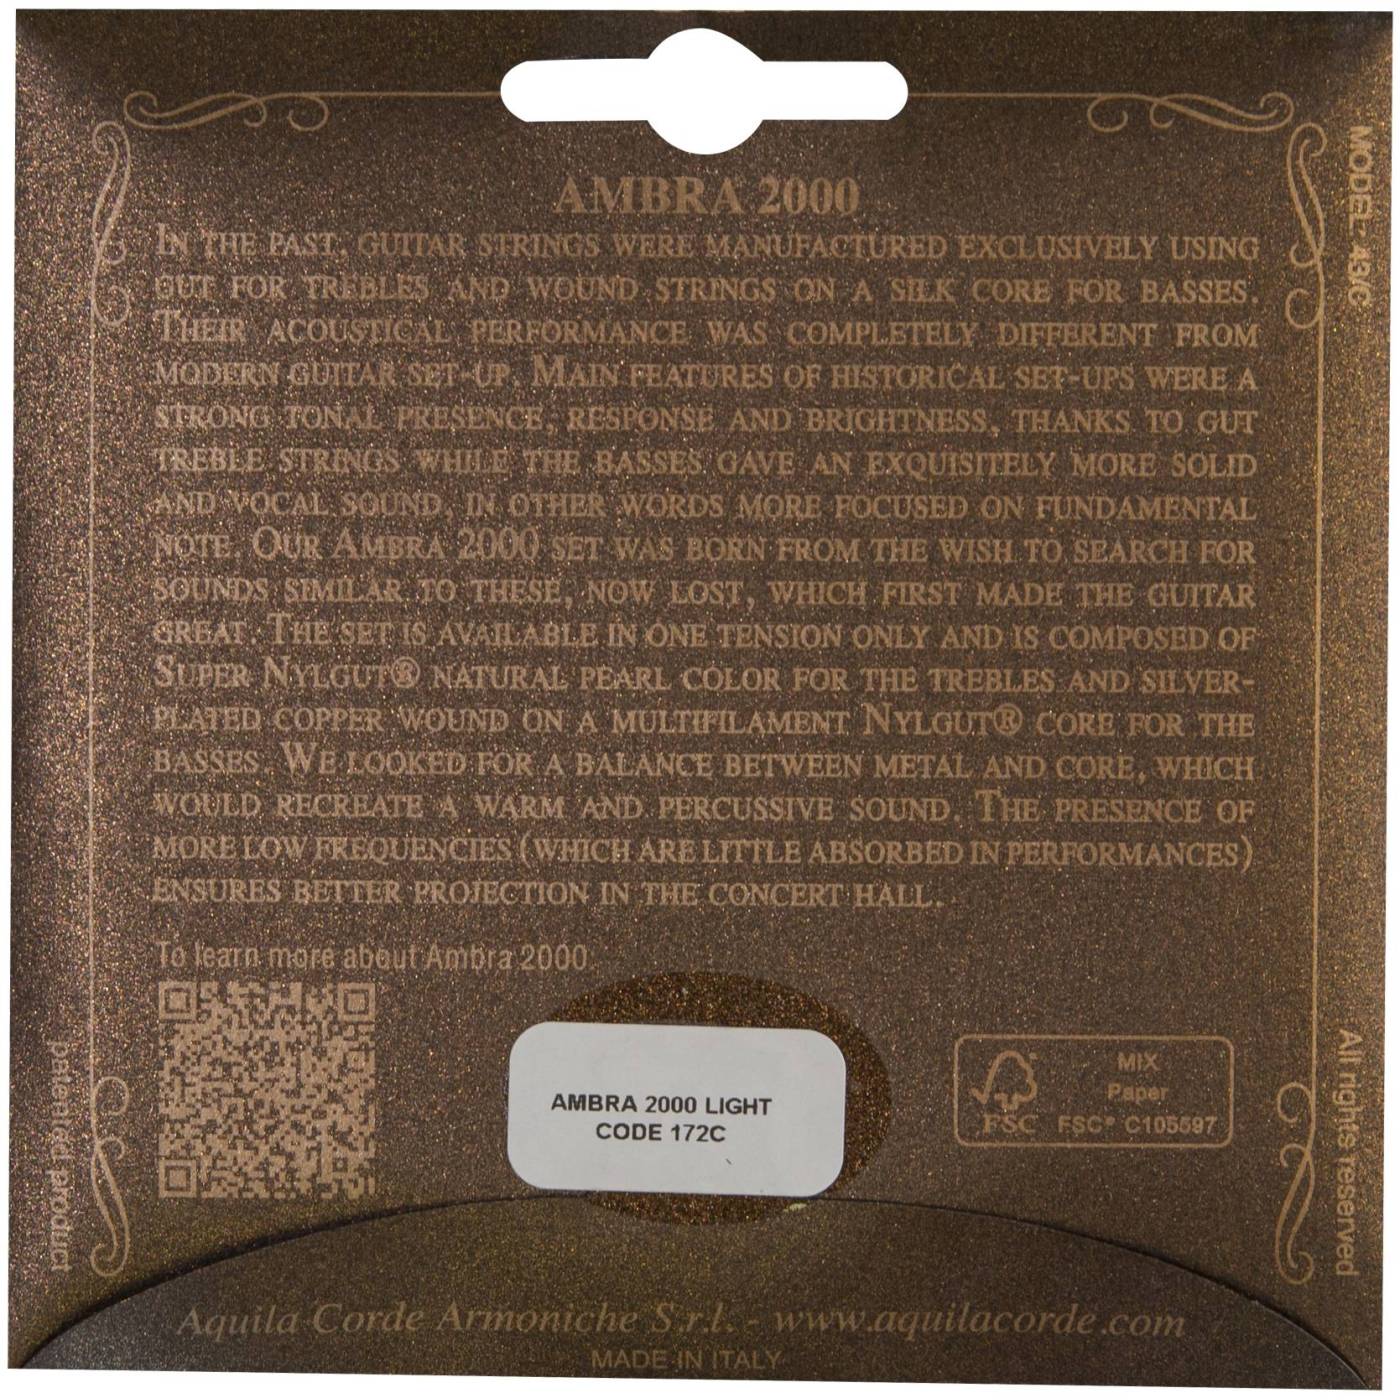 AMBRA 2000
IN THE PAST, GUITAR STRINGS WERE MANUFACTURED EXCLUSIVELY USING
GUT FOR TREBLES AND WOUND STRINGS ON A SILK CORE FOR BASSES.
THEIR ACOUSTICAL PERFORMANCE WAS COMPLETELY DIFFERENT FROM
MODERN GUITAR SET-UP. MAIN FEATURES OF HISTORICAL SET-UPS WERE A
STRONG TONAL PRESENCE, RESPONSE AND BRIGHTNESS, THANKS TO GUT
TREBLE STRINGS WHILE THE BASSES GAVE AN EXQUISITELY MORE SOLID
AND VOCAL SOUND, IN OTHER WORDS MORE FOCUSED ON FUNDAMENTAL
NOTE. OUR AMBRA 2000 SET WAS BORN FROM THE WISH TO SEARCH FOR
SOUNDS SIMILAR TO THESE, NOW LOST, WHICH FIRST MADE THE GUITAR
GREAT. THE SET IS AVAILABLE IN ONE TENSION ONLY AND IS COMPOSED OF
SUPER NYLGUT® NATURAL PEARL COLOR FOR THE TREBLES AND SILVER-
PLATED COPPER WOUND ON A MULTIFILAMENT NYLGUT® CORE FOR THE
BASSES. WE LOOKED FOR A BALANCE BETWEEN METAL AND CORE, WHICH
WOULD RECREATE A WARM AND PERCUSSIVE SOUND. THE PRESENCE OF
MORE LOW FREQUENCIES (WHICH ARE LITTLE ABSORBED IN PERFORMANCES)
ENSURES BETTER PROJECTION IN THE CONCERT HALL.
To learn more about Ambra 2000
AMBRA 2000 LIGHT
CODE 172C
FSC
MIX
Paper
FSC® C105597
MODEL: 43/C
All rights reserved
patented product
Aquila Corde Armoniche S.r.l. - www.aquilacorde.com
MADE IN ITALY